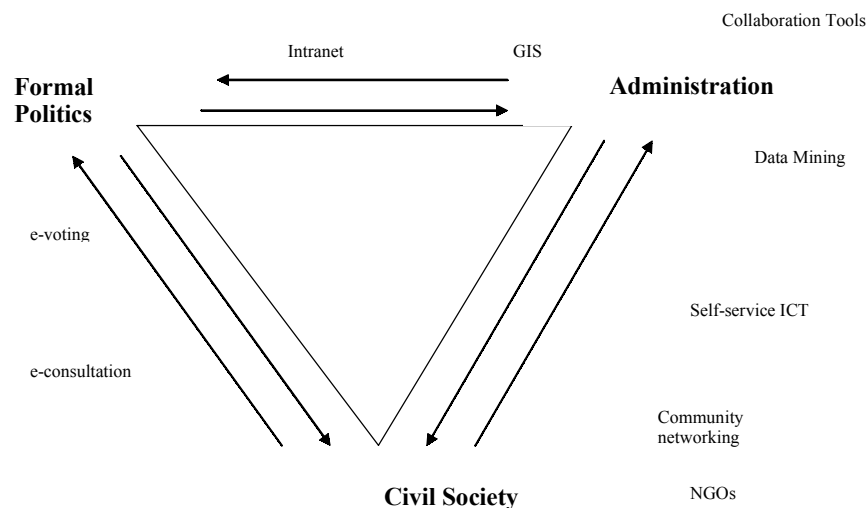 Collaboration Tools
Intranet GIS
Formal
Politics
Administration
Data Mining
e-voting
Self-service ICT
e-consultation
Community
networking
Civil Society
NGOs